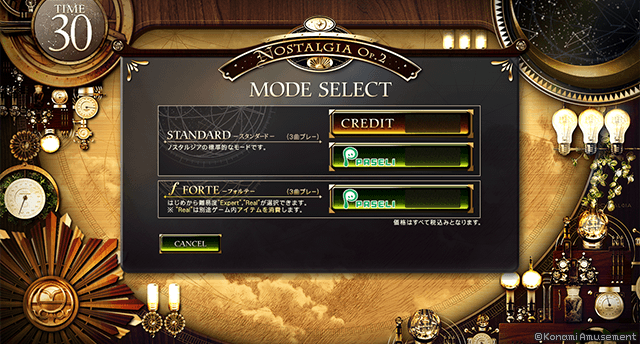 TIME
30
NOSTALGIA OP.2
MODE SELECT
STANDARD -スタンダード- (3曲プレー)
ノスタルジアの標準的なモードです。
CREDIT
PASELI
f FORTE -フォルテ- (3曲プレー)
はじめから難易度"Expert","Real"が選択できます。
※ "Real"は別途ゲーム内アイテムを消費します。
PASELI
価格はすべて税込みとなります。
CANCEL
©Konami Amusement